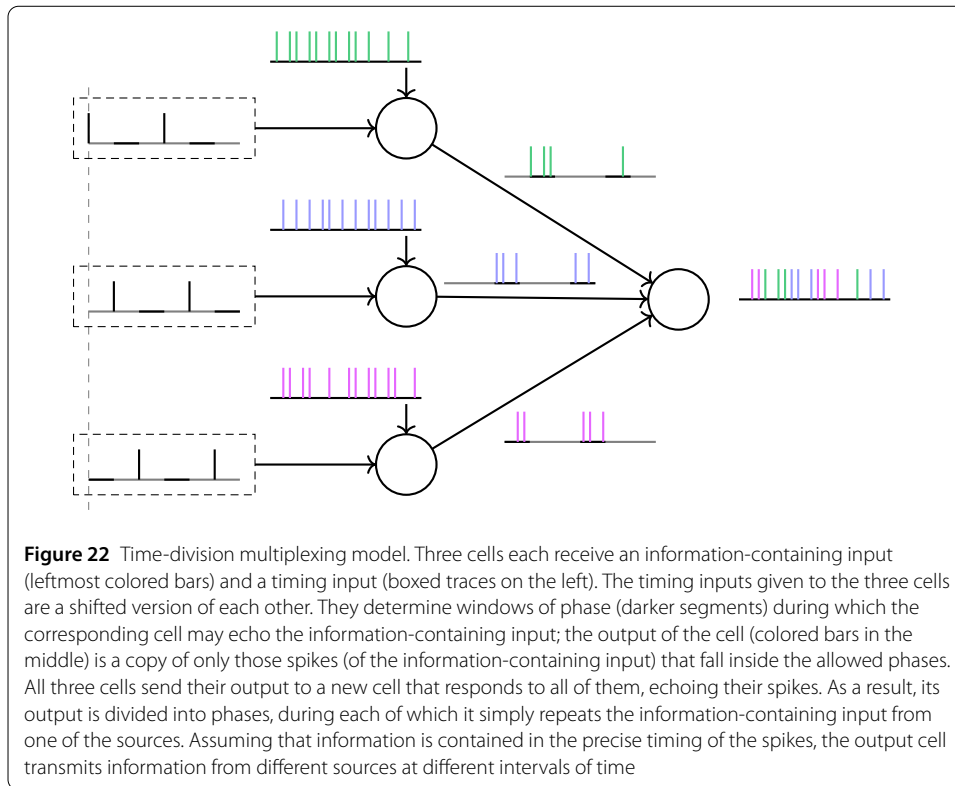 Figure 22 Time-division multiplexing model. Three cells each receive an information-containing input
(leftmost colored bars) and a timing input (boxed traces on the left). The timing inputs given to the three cells
are a shifted version of each other. They determine windows of phase (darker segments) during which the
corresponding cell may echo the information-containing input; the output of the cell (colored bars in the
middle) is a copy of only those spikes (of the information-containing input) that fall inside the allowed phases.
All three cells send their output to a new cell that responds to all of them, echoing their spikes. As a result, its
output is divided into phases, during each of which it simply repeats the information-containing input from
one of the sources. Assuming that information is contained in the precise timing of the spikes, the output cell
transmits information from different sources at different intervals of time